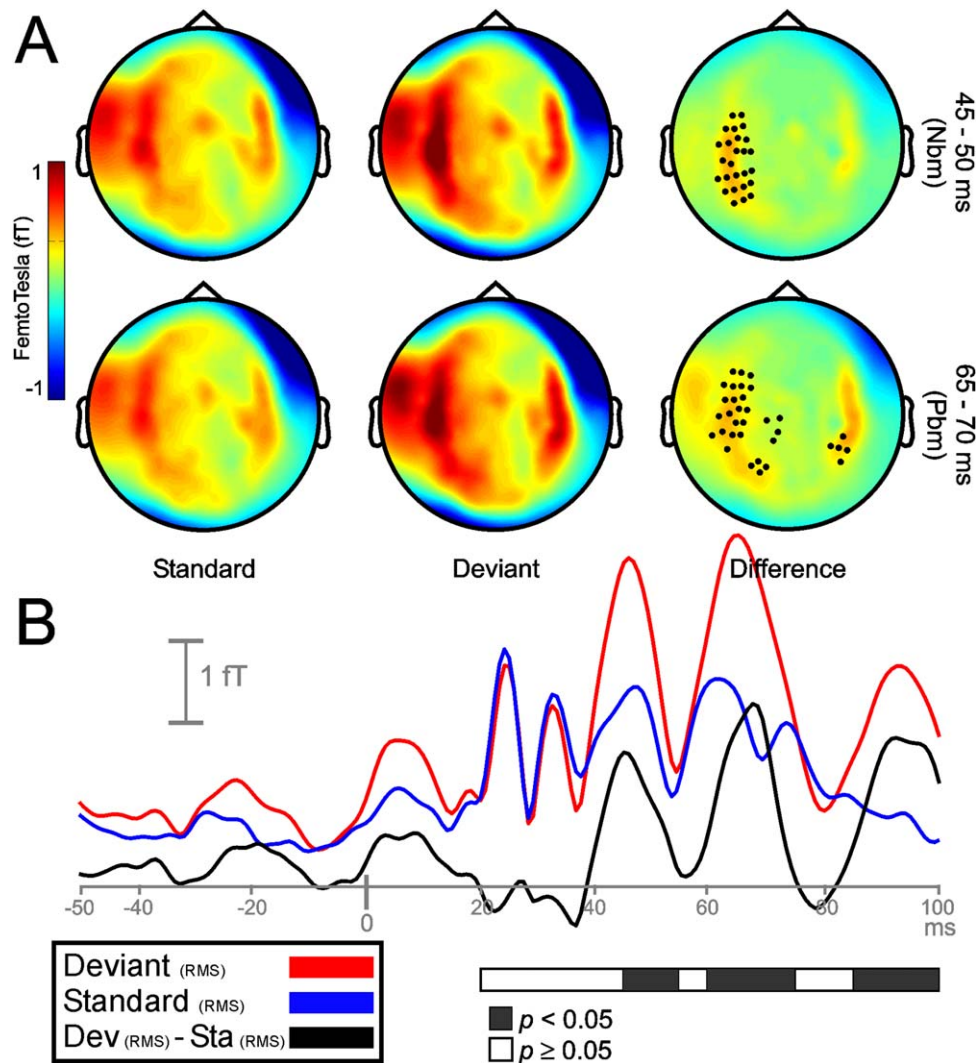 A
1
FemtoTesla (fT)
-1
45 - 50 ms
(Nbm)
65 - 70 ms
(Pbm)
Standard
Deviant
Difference
B
1 fT
-50
-40
-20
0
20
40
60
80
100
ms
Deviant (RMS)
Standard (RMS)
Dev (RMS) - Sta (RMS)
p < 0.05
p ≥ 0.05